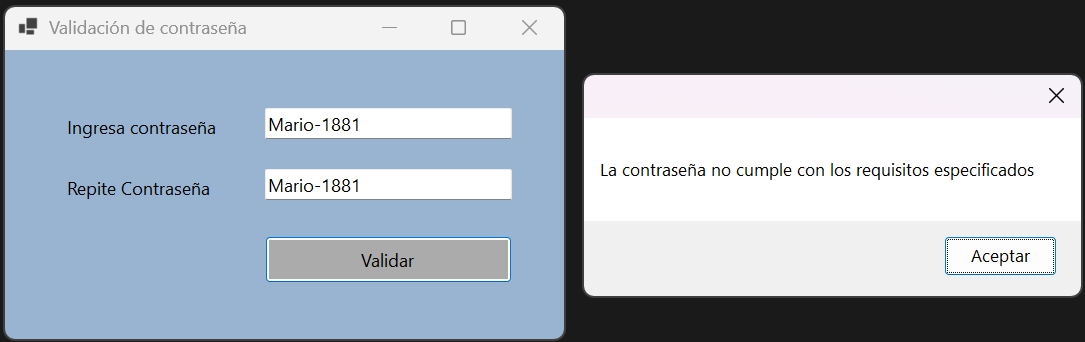 Validación de contraseña
Ingresa contraseña
Mario-1881
Repite Contraseña
Mario-1881
Validar
La contraseña no cumple con los requisitos especificados
Aceptar